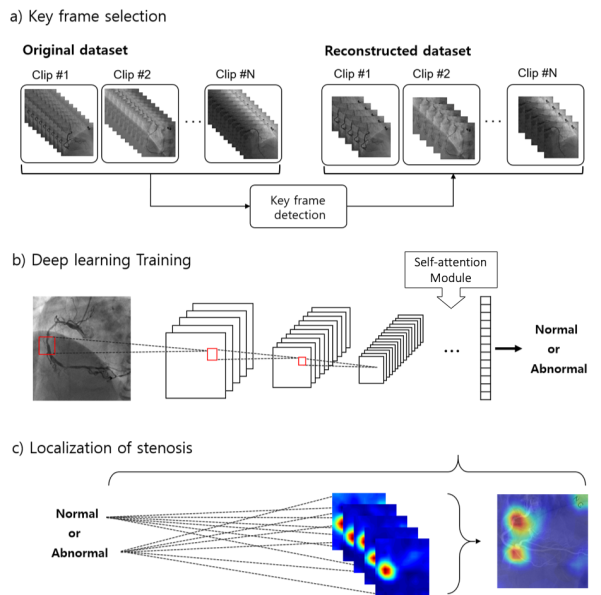 a) Key frame selection
Original dataset
Reconstructed dataset
Clip #1
Clip #2
Clip #N
Clip #1
Clip #2
Clip #N
...
...
Key frame
detection
b) Deep learning Training
Self-attention
Module
...
Normal
or
Abnormal
c) Localization of stenosis
Normal
or
Abnormal